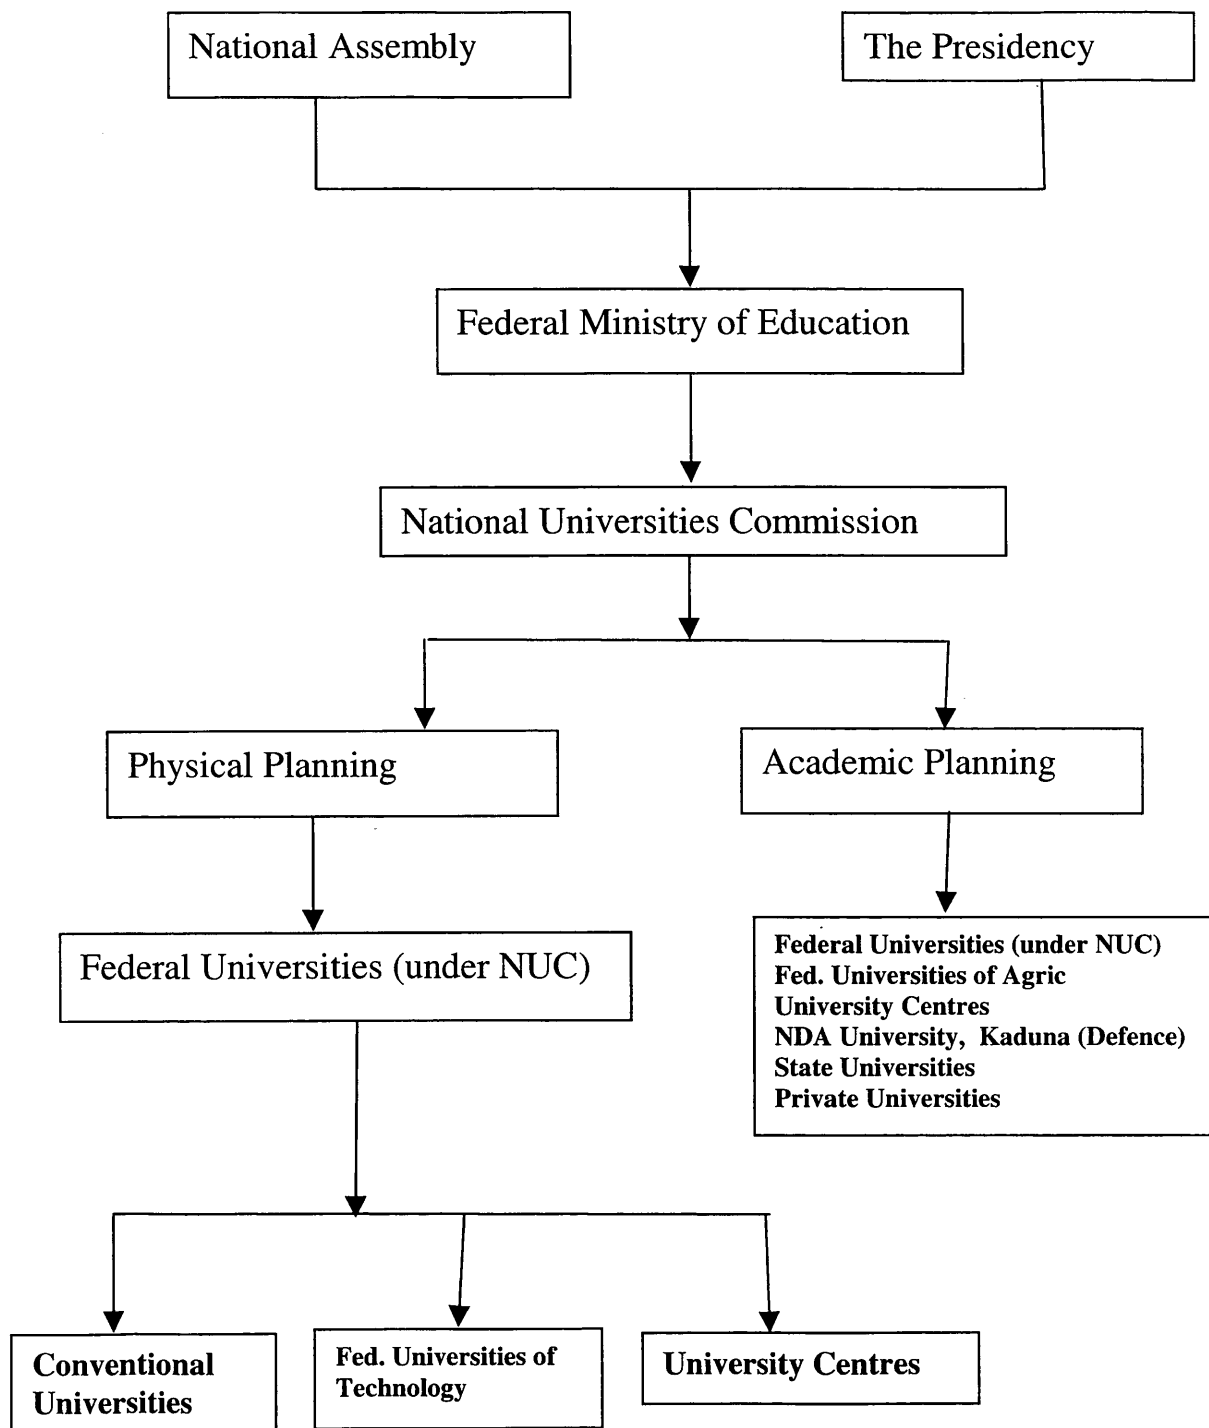 National Assembly
The Presidency
Federal Ministry of Education
National Universities Commission
Physical Planning
Academic Planning
Federal Universities (under NUC)
Federal Universities (under NUC)
Fed. Universities of Agric
University Centres
NDA University, Kaduna (Defence)
State Universities
Private Universities
Conventional
Universities
Fed. Universities of
Technology
University Centres